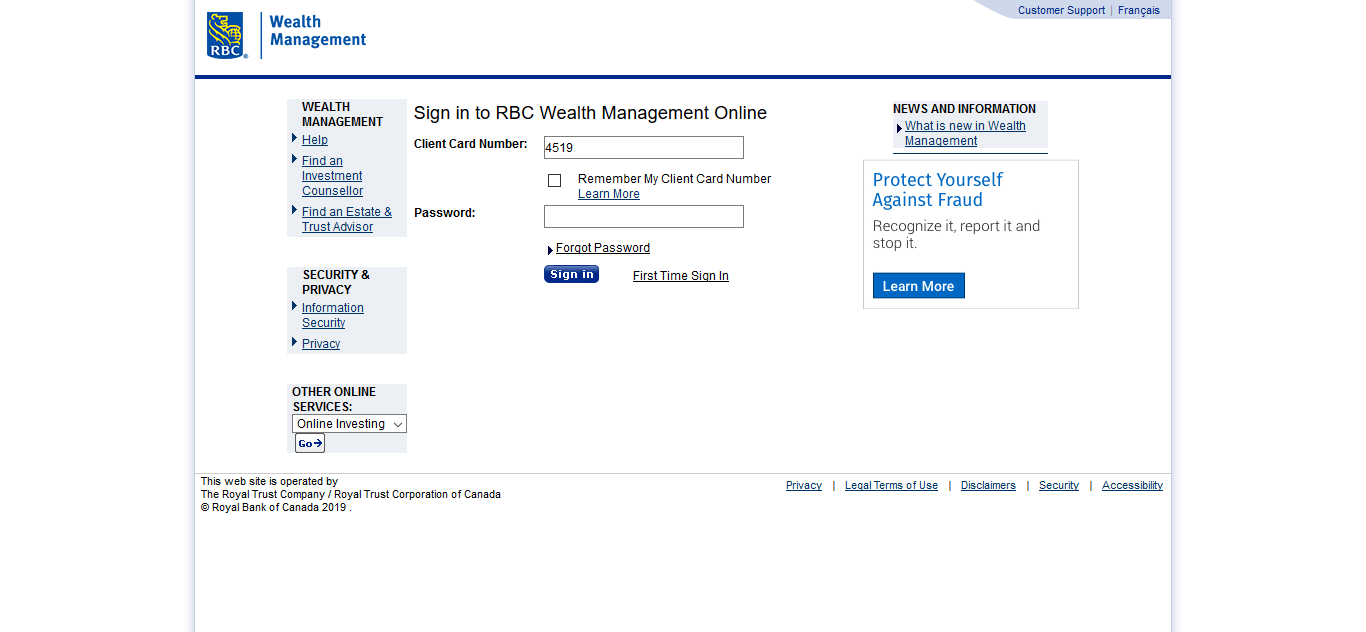 Customer Support | Français
RBC
Wealth
Management
WEALTH
MANAGEMENT
Help
Find an
Investment
Counsellor
Find an Estate &
Trust Advisor
SECURITY &
PRIVACY
Information
Security
Privacy
OTHER ONLINE
SERVICES:
Online Investing
Go
Sign in to RBC Wealth Management Online
Client Card Number: 4519
Remember My Client Card Number
Learn More
Password:
Forgot Password
Sign in First Time Sign In
NEWS AND INFORMATION
What is new in Wealth
Management
Protect Yourself
Against Fraud
Recognize it, report it and
stop it.
Learn More
This web site is operated by
The Royal Trust Company / Royal Trust Corporation of Canada
© Royal Bank of Canada 2019 .
Privacy | Legal Terms of Use | Disclaimers | Security | Accessibility